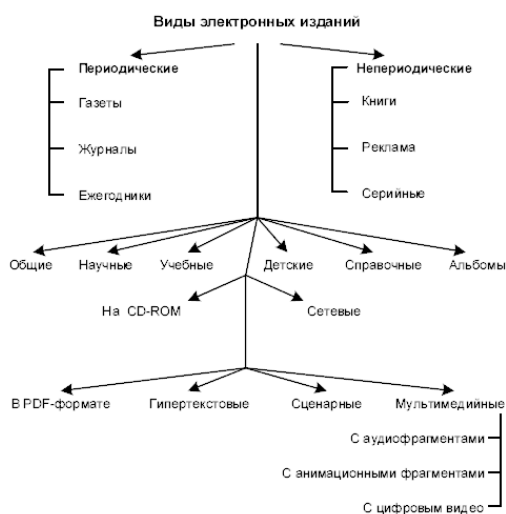 Виды электронных изданий
Периодические
Непериодические
Газеты
Книги
Журналы
Реклама
Ежегодники
Серийные
Общие
Научные
Учебные
Детские
Справочные
Альбомы
На CD-ROM
Сетевые
В PDF-формате
Гипертекстовые
Сценарные
Мультимедийные
С аудиофрагментами
С анимационными фрагментами
С цифровым видео